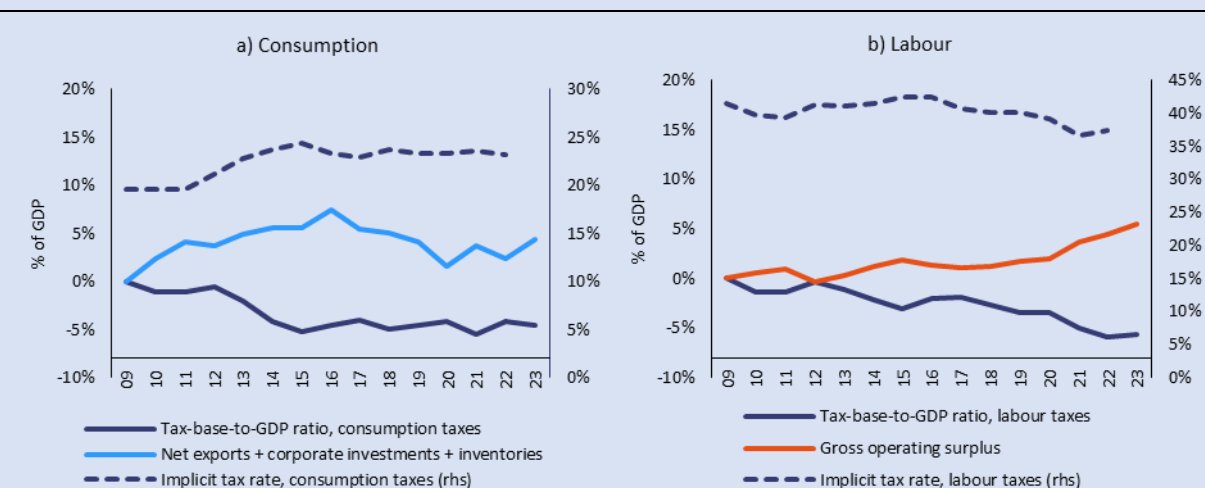 a) Consumption
20%
15%
10%
5%
0%
-5%
-10%
% of GDP
30%
25%
20%
15%
10%
5%
0%
09 10 11 12 13 14 15 16 17 18 19 20 21 22 23
Tax-base-to-GDP ratio, consumption taxes
Net exports + corporate investments + inventories
Implicit tax rate, consumption taxes (rhs)
b) Labour
20%
15%
10%
5%
0%
-5%
-10%
% of GDP
45%
40%
35%
30%
25%
20%
15%
10%
5%
0%
09 10 11 12 13 14 15 16 17 18 19 20 21 22 23
Tax-base-to-GDP ratio, labour taxes
Gross operating surplus
Implicit tax rate, labour taxes (rhs)